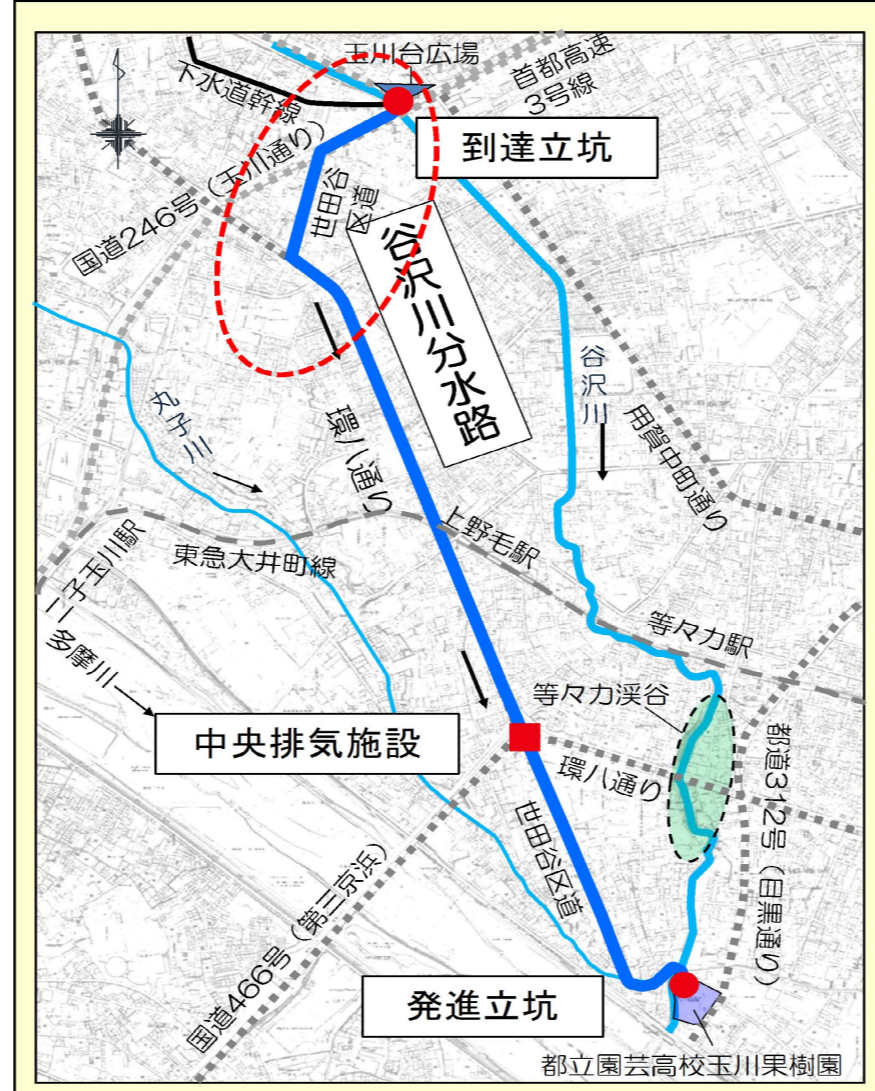 玉川台広場
首都高速
3号線
下水道幹線
到達立坑
国道246号（玉川通り）
世田谷
区道
谷沢川分水路
谷沢川
用賀中町通り
丸子川
環八通り
上野毛駅
東急大井町線
二子玉川駅
多摩川
等々力駅
等々力渓谷
中央排気施設
環八通り
都道312号（目黒通り）
世田谷区道
国道466号（第三京浜）
発進立坑
都立園芸高校玉川果樹園